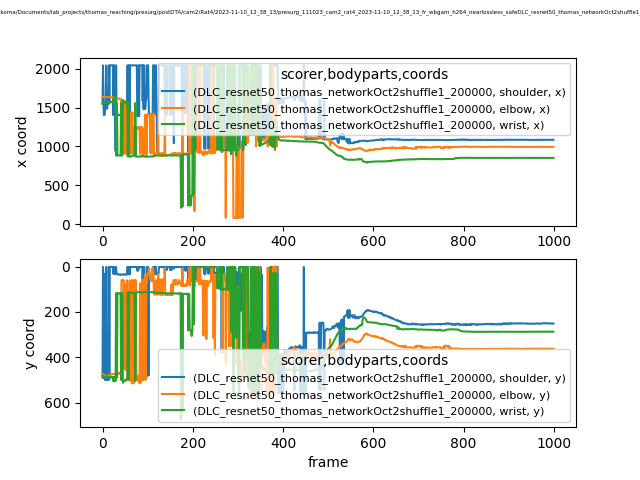 koma/Documents/lab_projects/thomas_reaching/presurg/postDTA/cam2/Rat4/2023-11-10_12_38_13/presurg_111023_cam2_rat4_2023-11-10_12_38_13_fr_wbgam_h264_nearlossless_safeDLC_resnet50_thomas_networkOct2shuffle1_
2000
1500
1000
500
0
x coord
scorer,bodyparts,coords
(DLC_resnet50_thomas_networkOct2shuffle1_200000, shoulder, x)
(DLC_resnet50_thomas_networkOct2shuffle1_200000, elbow, x)
(DLC_resnet50_thomas_networkOct2shuffle1_200000, wrist, x)
0 200 400 600 800 1000
0
200
400
600
y coord
scorer,bodyparts,coords
(DLC_resnet50_thomas_networkOct2shuffle1_200000, shoulder, y)
(DLC_resnet50_thomas_networkOct2shuffle1_200000, elbow, y)
(DLC_resnet50_thomas_networkOct2shuffle1_200000, wrist, y)
0 200 400 600 800 1000
frame